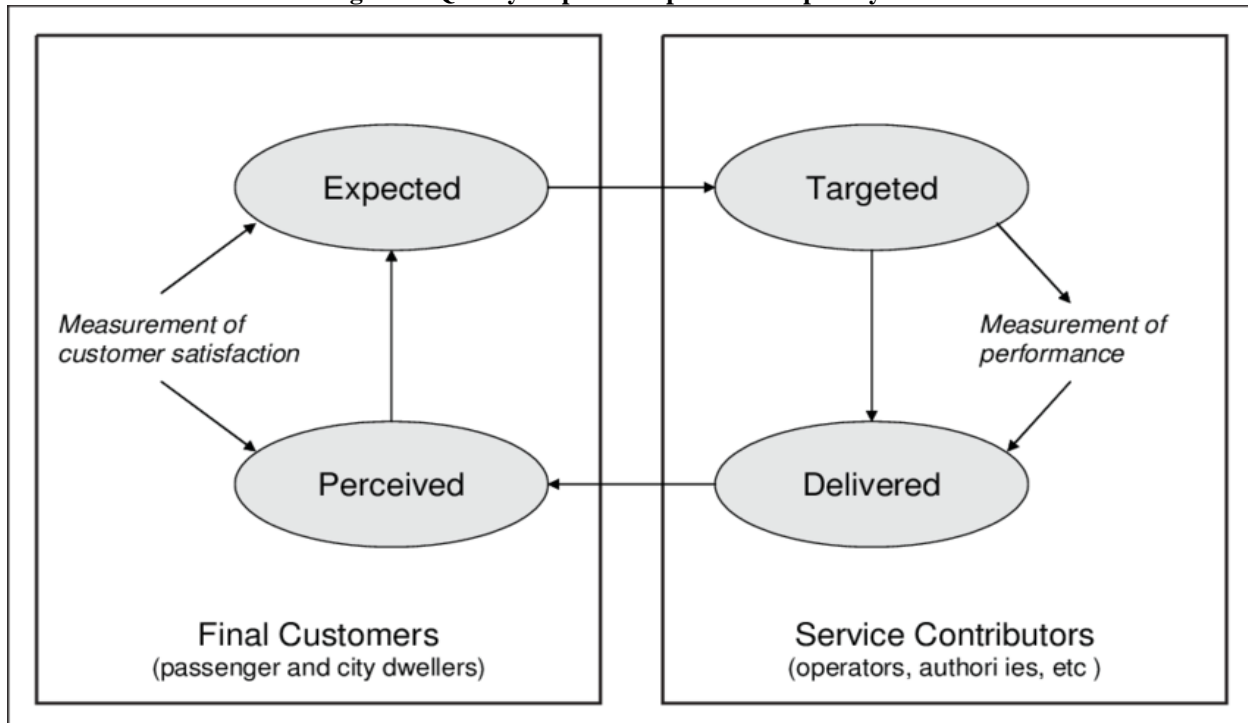 Expected
Targeted
Measurement of
customer satisfaction
Measurement of
performance
Perceived
Delivered
Final Customers
(passenger and city dwellers)
Service Contributors
(operators, authori ies, etc )